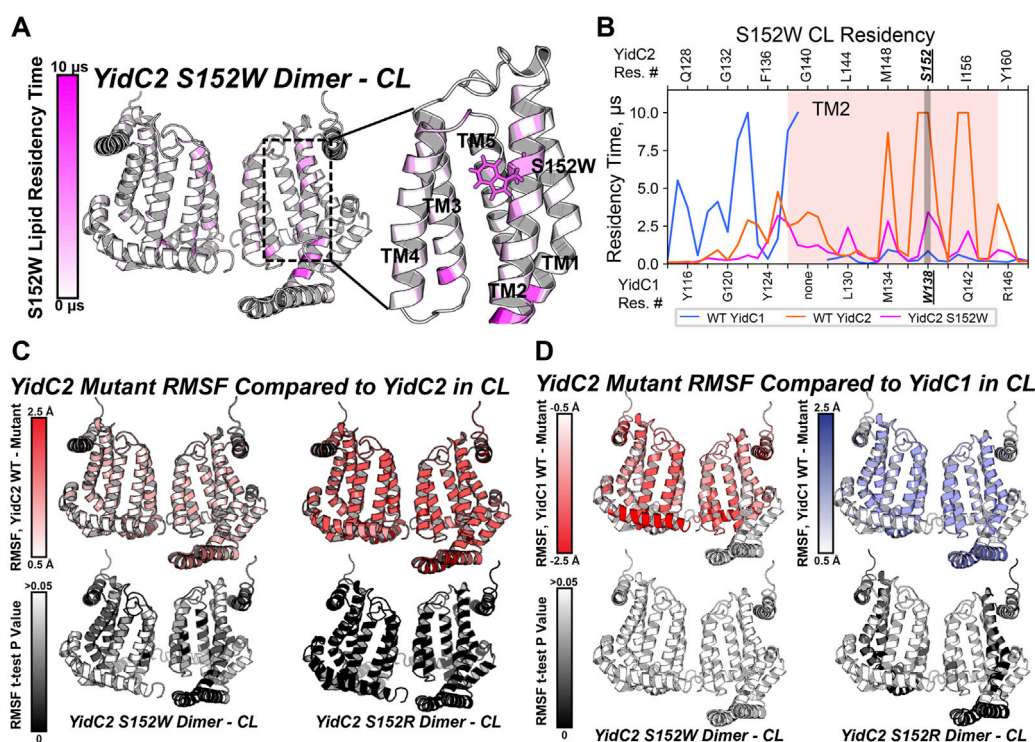 A
YidC2 S152W Dimer - CL
10 µs
S152W Lipid Residency Time
0 µs
TM5
S152W
TM3
TM4
TM1
TM2
B
S152W CL Residency
YidC2
Res. #
Q128
G132
F136
G140
L144
M148
S152
I156
Y160
TM2
Residency Time, µs
10.0
7.5
5.0
2.5
0.0
YidC1
Res. #
Y116
G120
Y124
none
L130
M134
W138
Q142
R146
WT YidC1
WT YidC2
YidC2 S152W
C
YidC2 Mutant RMSF Compared to YidC2 in CL
2.5 Å
RMSF, YidC2 WT - Mutant
0.5 Å
>0.05
RMSF t-test P Value
0
YidC2 S152W Dimer - CL
YidC2 S152R Dimer - CL
D
YidC2 Mutant RMSF Compared to YidC1 in CL
-0.5 Å
RMSF, YidC1 WT - Mutant
-2.5 Å
2.5 Å
RMSF, YidC1 WT - Mutant
0.5 Å
>0.05
RMSF t-test P Value
0
YidC2 S152W Dimer - CL
YidC2 S152R Dimer - CL